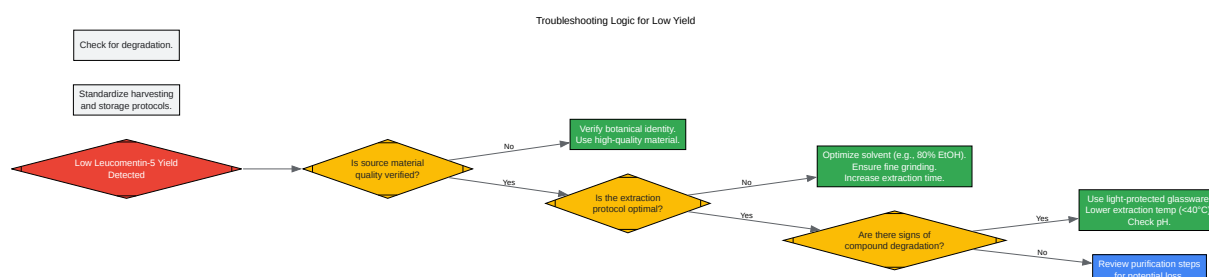 Troubleshooting Logic for Low Yield
Check for degradation.
Standardize harvesting
and storage protocols.
Low Leucomentin-5 Yield
Detected
Is source material
quality verified?
No
Verify botanical identity.
Use high-quality material.
Yes
Is the extraction
protocol optimal?
No
Optimize solvent (e.g., 80% EtOH).
Ensure fine grinding.
Increase extraction time.
Yes
Are there signs of
compound degradation?
Yes
Use light-protected glassware
Lower extraction temp (<40°C)
Check pH.
No
Review purification steps
for potential loss.